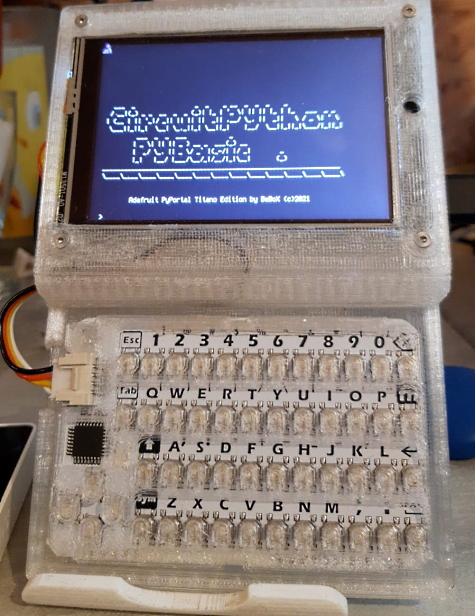 CircuitPYthon
PYBasic
Adafruit PyPortal Titano Edition by BeBoX (c)2021
>
Esc 1 2 3 4 5 6 7 8 9 0
Tab Q W E R T Y U I O P
A S D F G H J K L ←
Z X C V B N M , .